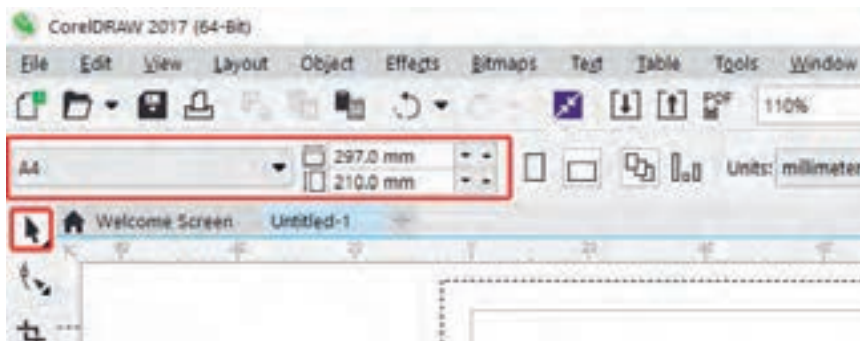 CorelDRAW 2017 (64-Bit)
File Edit View Layout Object Effects Bitmaps Text Table Tools Window
PDF 110%
A4 297.0 mm
210.0 mm
Units: millimeter
Welcome Screen Untitled-1